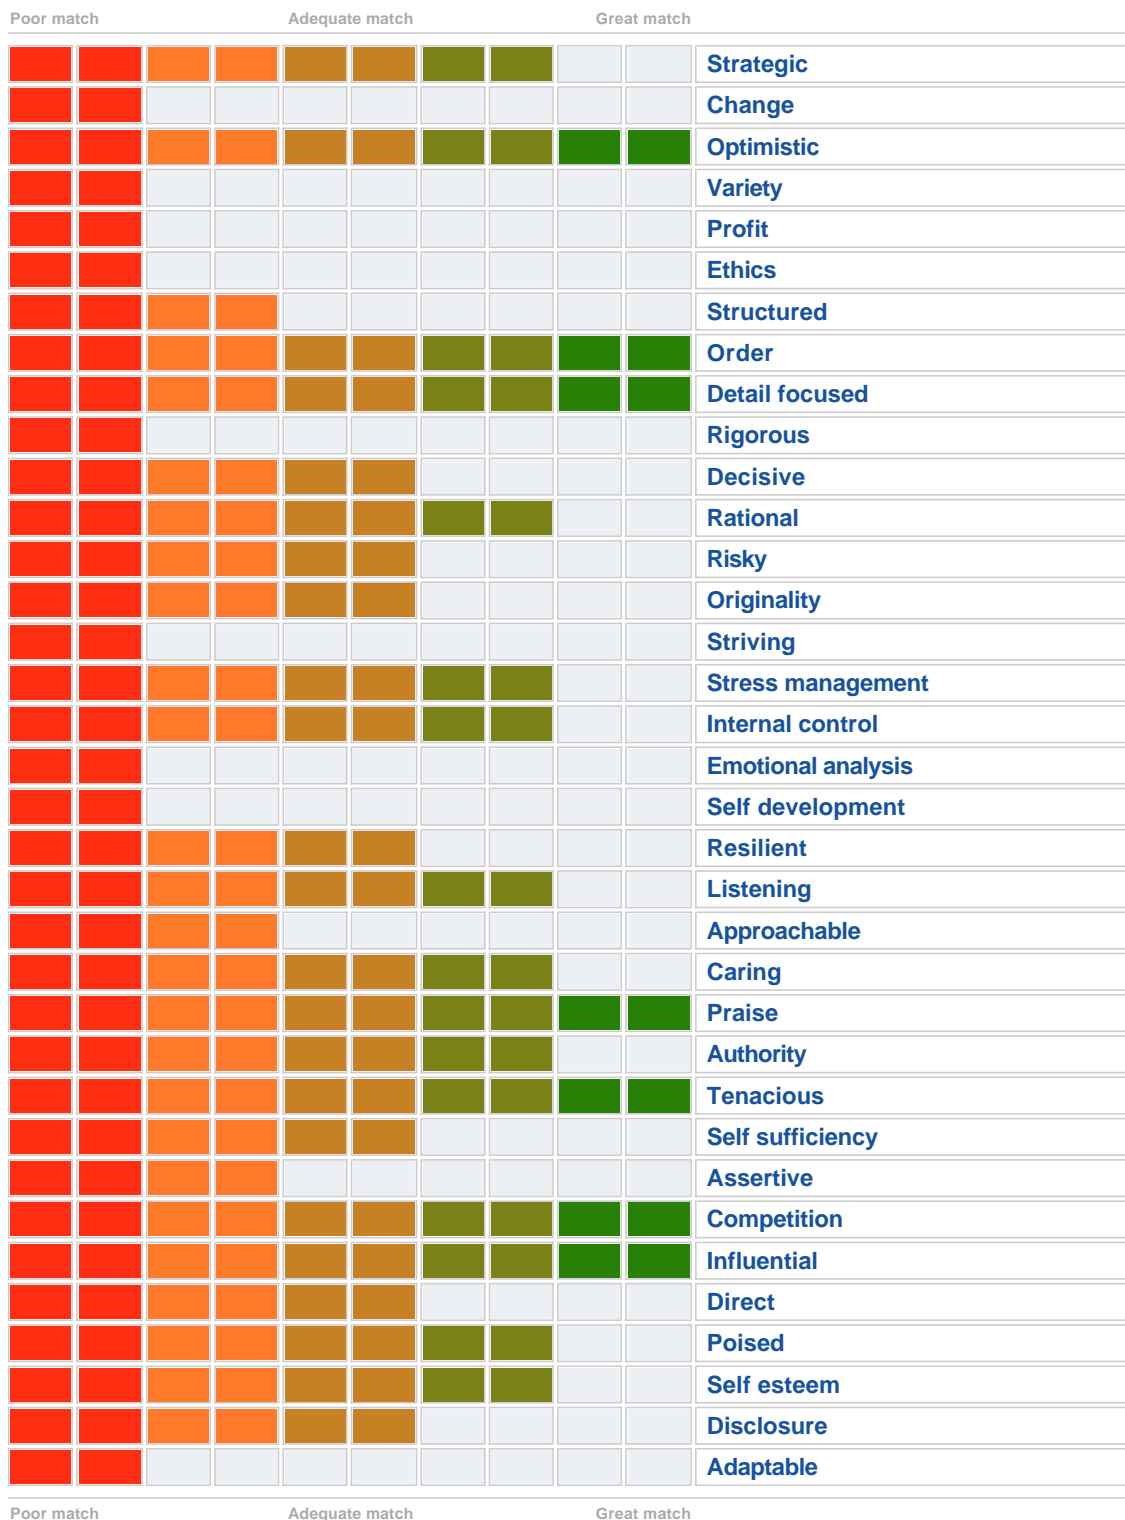 Poor match Adequate match Great match
Strategic
Change
Optimistic
Variety
Profit
Ethics
Structured
Order
Detail focused
Rigorous
Decisive
Rational
Risky
Originality
Striving
Stress management
Internal control
Emotional analysis
Self development
Resilient
Listening
Approachable
Caring
Praise
Authority
Tenacious
Self sufficiency
Assertive
Competition
Influential
Direct
Poised
Self esteem
Disclosure
Adaptable
Poor match Adequate match Great match